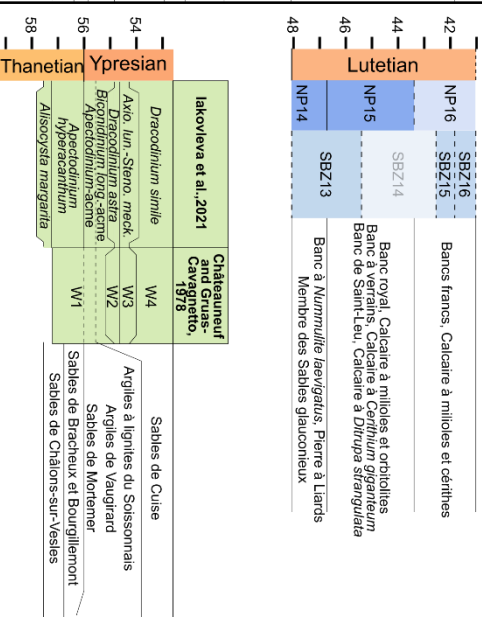 58
56
54
48
46
44
42
Thanetian
Ypresian
Lutetian
NP14
NP15
NP16
SBZ13
SBZ14
SBZ15
SBZ16
Alisocysta margarita
Apectodinium
hyperacanthum
Apectodinium-acme
Bicondinium long.-acme
Dracodinium astra
Axio. lun.-Steno. meck.
Dracodinium simile
Iakovleva et al.,2021
W1
W2
W3
W4
Châteauneuf
and Gruas-
Cavagnetto,
1978
Sables de Cuise
Argiles à lignites du Soissonnais
Argiles de Vaugirard
Sables de Mortemer
Sables de Bracheux et Bourgillemont
Sables de Châlons-sur-Vesles
Bancs francs, Calcaire à milioles et cérithes
Banc royal, Calcaire à milioles et orbitolites
Banc à verrains, Calcaire à Cerithium giganteum
Banc de Saint-Leu, Calcaire à Ditrupa strangulata
Banc à Nummulite laevigatus, Pierre à Liards
Membre des Sables glauconieux